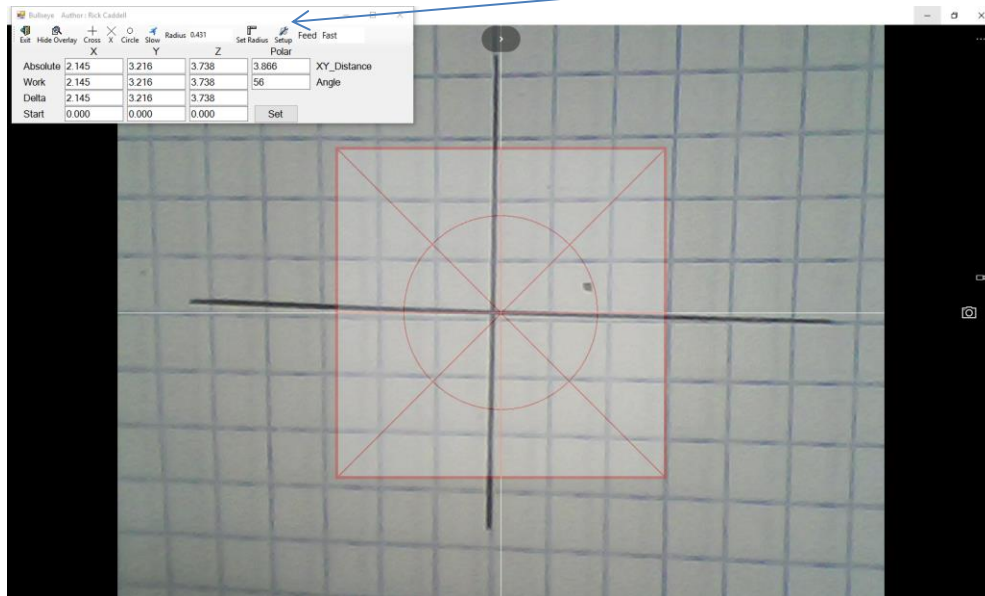 Bullseye Author : Rick Caddell
Exit Hide Overlay Cross X Circle Slow Radius 0.431 Set Radius Setup Feed Fast
X Y Z Polar
Absolute 2.145 3.216 3.738 3.866 XY_Distance
Work 2.145 3.216 3.738 56 Angle
Delta 2.145 3.216 3.738
Start 0.000 0.000 0.000 Set